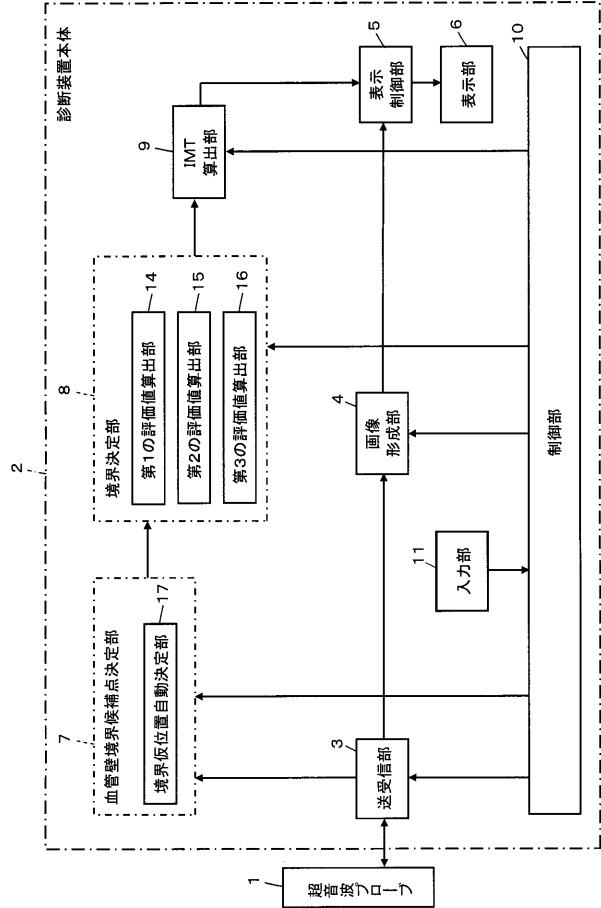 診断装置本体
2
7
血管壁境界候補点決定部
17
境界仮位置自動決定部
8
境界決定部
14
第1の評価値算出部
15
第2の評価値算出部
16
第3の評価値算出部
9
IMT
算出部
1
超音波プローブ
3
送受信部
4
画像
形成部
5
表示
制御部
6
表示部
11
入力部
10
制御部